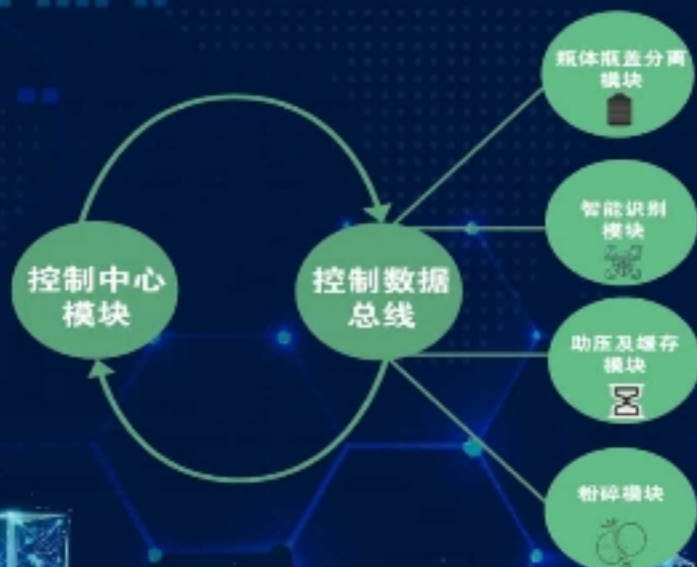 瓶体瓶盖分离
模块
智能识别
模块
控制中心
模块
控制数据
总线
助压及缓存
模块
粉碎模块